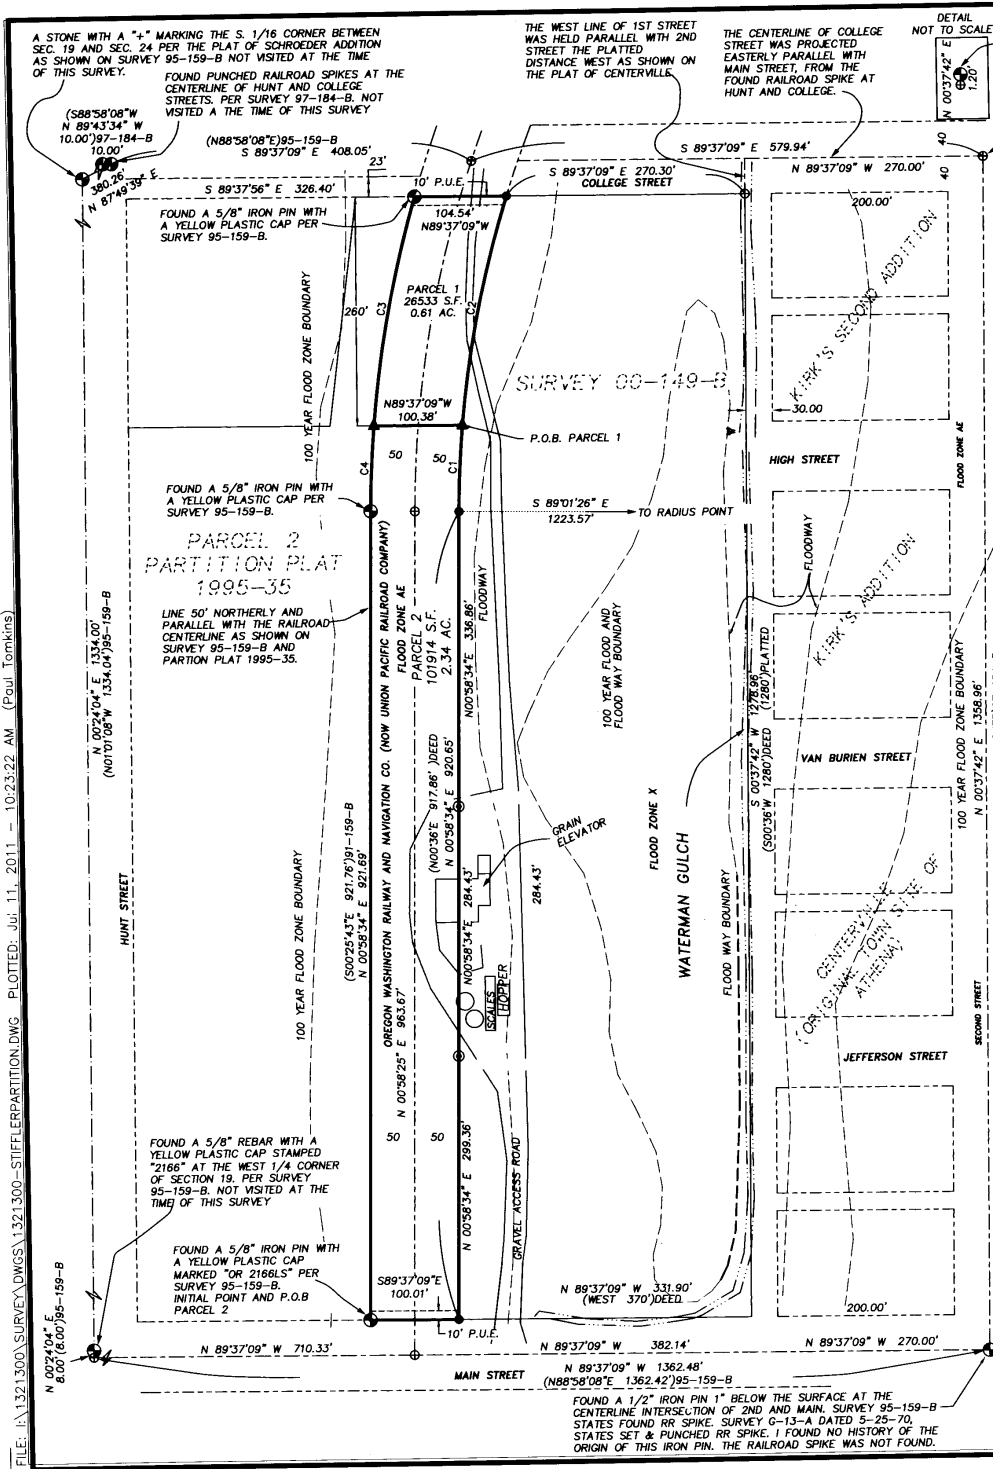 A STONE WITH A "+" MARKING THE S. 1/16 CORNER BETWEEN
SEC. 19 AND SEC. 24 PER THE PLAT OF SCHROEDER ADDITION
AS SHOWN ON SURVEY 95-159-B NOT VISITED AT THE TIME
OF THIS SURVEY.
FOUND PUNCHED RAILROAD SPIKES AT THE
CENTERLINE OF HUNT AND COLLEGE
STREETS. PER SURVEY 97-184-B. NOT
VISITED A THE TIME OF THIS SURVEY
THE WEST LINE OF 1ST STREET
WAS HELD PARALLEL WITH 2ND
STREET THE PLATTED
DISTANCE WEST AS SHOWN ON
THE PLAT OF CENTERVILLE
THE CENTERLINE OF COLLEGE
STREET WAS PROJECTED
EASTERLY PARALLEL WITH
MAIN STREET, FROM THE
FOUND RAILROAD SPIKE AT
HUNT AND COLLEGE.
DETAIL
NOT TO SCALE
N 00°37'42" E
1.20'
(S88°58'08"W
N 89°43'34" W
10.00')97-184-B
10.00'
380.26'
N 87°49'39" E
(N88°58'08"E)95-159-B
S 89°37'09" E 408.05'
23'
S 89°37'09" E 579.94'
40
40
S 89°37'56" E 326.40'
10' P.U.E.
S 89°37'09" E 270.30'
COLLEGE STREET
N 89°37'09" W 270.00'
200.00'
FOUND A 5/8" IRON PIN WITH
A YELLOW PLASTIC CAP PER
SURVEY 95-159-B.
104.54'
N89°37'09"W
PARCEL 1
26533 S.F.
0.61 AC.
260'
C3
C2
100 YEAR FLOOD ZONE BOUNDARY
KIRK'S SECOND ADDITION
SURVEY 00-149-B
N89°37'09"W
100.38'
30.00
P.O.B. PARCEL 1
50
50
C4
C1
HIGH STREET
FLOOD ZONE AE
FOUND A 5/8" IRON PIN WITH
A YELLOW PLASTIC CAP PER
SURVEY 95-159-B.
S 89°01'26" E
1223.57'
TO RADIUS POINT
PARCEL 2
PARTITION PLAT
1995-35
LINE 50' NORTHERLY AND
PARALLEL WITH THE RAILROAD
CENTERLINE AS SHOWN ON
SURVEY 95-159-B AND
PARTION PLAT 1995-35.
N 00°24'04" E 1334.00'
(N01°01'08"W 1334.04')95-159-B
OREGON WASHINGTON RAILWAY AND NAVIGATION CO. (NOW UNION PACIFIC RAILROAD COMPANY)
FLOOD ZONE AE
PARCEL 2
101914 S.F.
2.34 AC.
N00°58'34"E 336.86'
FLOODWAY
100 YEAR FLOOD AND
FLOOD WAY BOUNDARY
FLOODWAY
KIRK'S ADDITION
S 00°37'42" W 1278.96'
(1280')PLATTED
(S00°36'W 1280')DEED
VAN BURIEN STREET
100 YEAR FLOOD ZONE BOUNDARY
N 00°37'42" E 1358.96'
(N00°36'E 917.86' )DEED
N 00°58'34" E 920.65'
(S00°25'43"E 921.76')91-159-B
N 00°58'34" E 921.69'
N 00°58'25" E 963.67'
GRAIN
ELEVATOR
N00°58'34"E 284.43'
284.43'
SCALES
HOPPER
FLOOD ZONE X
WATERMAN GULCH
FLOOD WAY BOUNDARY
CENTERVILLE
(ORIGINAL TOWN SITE OF
ATHENA)
HUNT STREET
100 YEAR FLOOD ZONE BOUNDARY
JEFFERSON STREET
SECOND STREET
FOUND A 5/8" REBAR WITH A
YELLOW PLASTIC CAP STAMPED
"2166" AT THE WEST 1/4 CORNER
OF SECTION 19. PER SURVEY
95-159-B. NOT VISITED AT THE
TIME OF THIS SURVEY
50
50
N 00°58'34" E 299.36'
GRAVEL ACCESS ROAD
FOUND A 5/8" IRON PIN WITH
A YELLOW PLASTIC CAP
MARKED "OR 2166LS" PER
SURVEY 95-159-B.
INITIAL POINT AND P.O.B
PARCEL 2
S89°37'09"E
100.01'
N 89°37'09" W 331.90'
(WEST 370')DEED
200.00'
10' P.U.E.
N 00°24'04" E
8.00'(8.00')95-159-B
N 89°37'09" W 710.33'
N 89°37'09" W 382.14'
N 89°37'09" W 270.00'
MAIN STREET
N 89°37'09" W 1362.48'
(N88°58'08"E 1362.42')95-159-B
FOUND A 1/2" IRON PIN 1" BELOW THE SURFACE AT THE
CENTERLINE INTERSECTION OF 2ND AND MAIN. SURVEY 95-159-B
STATES FOUND RR SPIKE. SURVEY G-13-A DATED 5-25-70,
STATES SET & PUNCHED RR SPIKE. I FOUND NO HISTORY OF THE
ORIGIN OF THIS IRON PIN. THE RAILROAD SPIKE WAS NOT FOUND.
FILE: I:\1321300\SURVEY\DWGS\1321300-STIFFLERPARTITION.DWG PLOTTED: Jul 11, 2011 - 10:23:22 AM (Paul Tomkins)